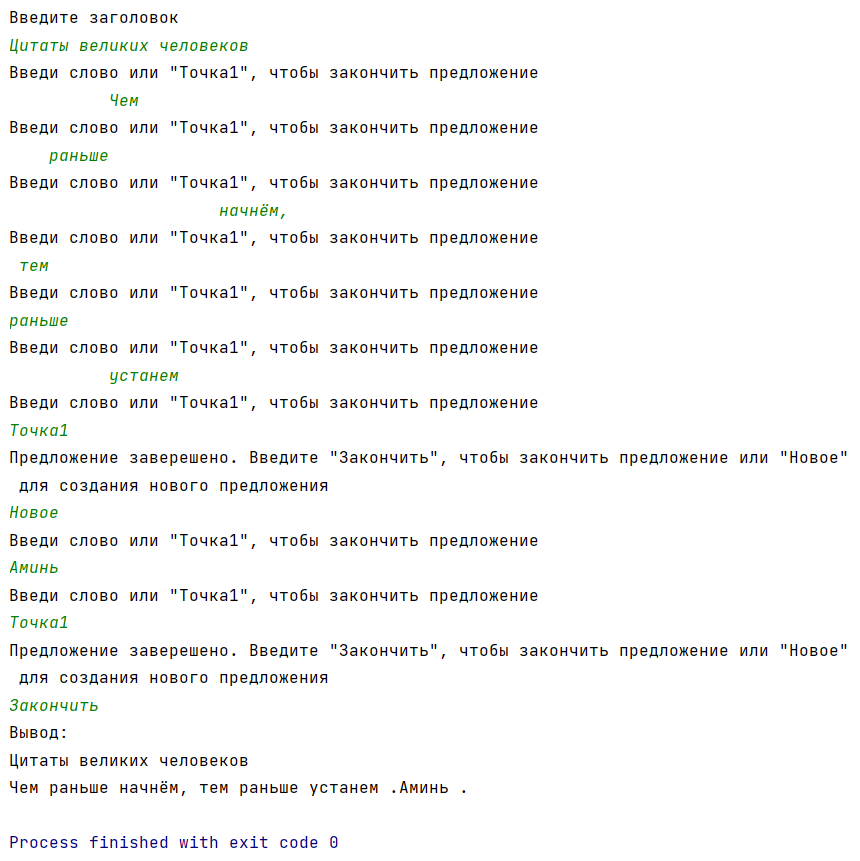 Введите заголовок
Цитаты великих человеков
Введи слово или "Точка1", чтобы закончить предложение
Чем
Введи слово или "Точка1", чтобы закончить предложение
раньше
Введи слово или "Точка1", чтобы закончить предложение
начнём,
Введи слово или "Точка1", чтобы закончить предложение
тем
Введи слово или "Точка1", чтобы закончить предложение
раньше
Введи слово или "Точка1", чтобы закончить предложение
устанем
Введи слово или "Точка1", чтобы закончить предложение
Точка1
Предложение заверешено. Введите "Закончить", чтобы закончить предложение или "Новое"
для создания нового предложения
Новое
Введи слово или "Точка1", чтобы закончить предложение
Аминь
Введи слово или "Точка1", чтобы закончить предложение
Точка1
Предложение заверешено. Введите "Закончить", чтобы закончить предложение или "Новое"
для создания нового предложения
Закончить
Вывод:
Цитаты великих человеков
Чем раньше начнём, тем раньше устанем .Аминь .
Process finished with exit code 0